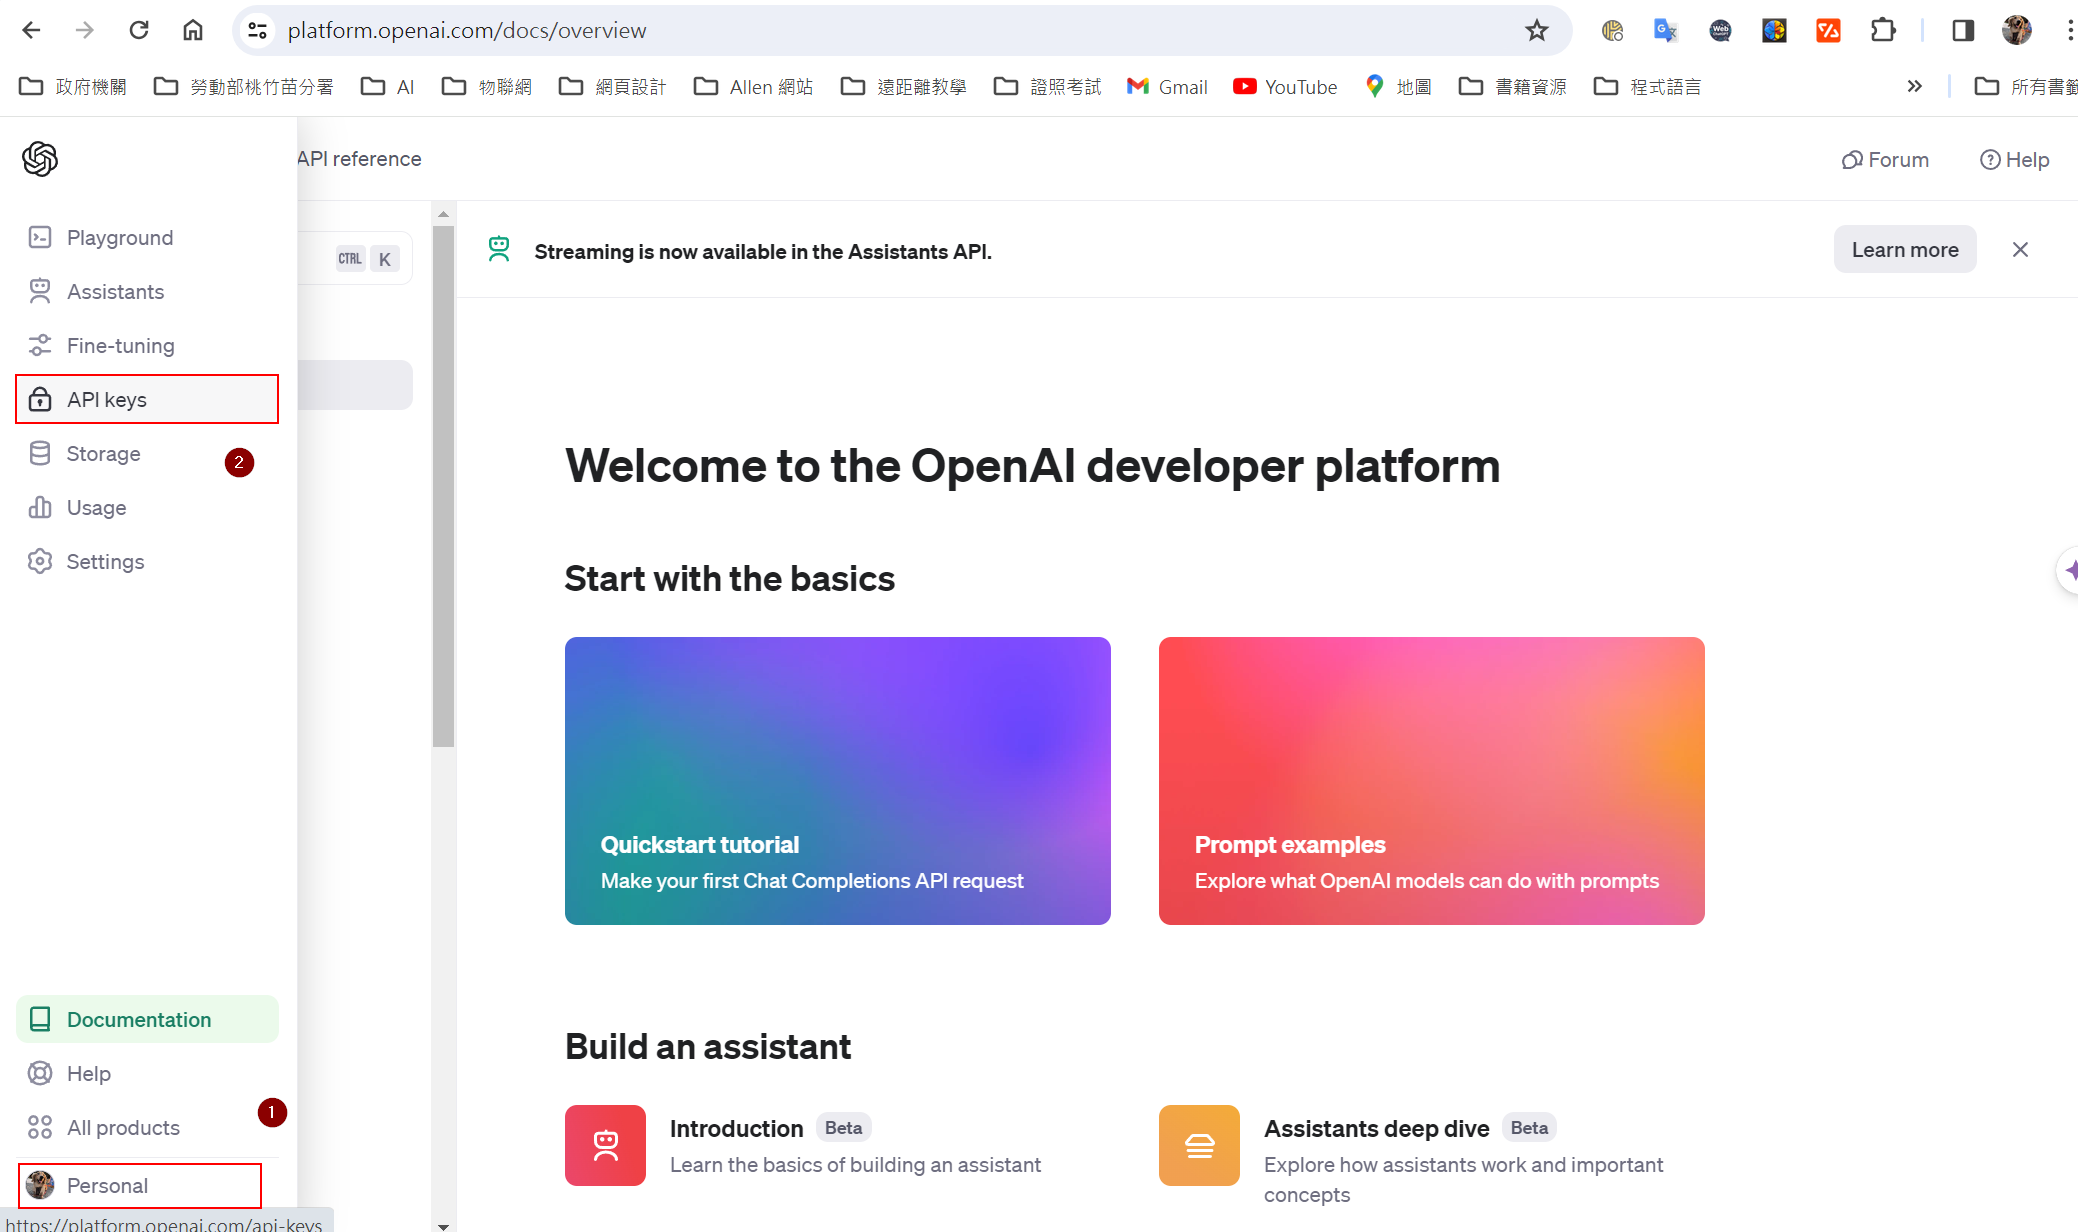 platform.openai.com/docs/overview
政府機關 勞動部桃竹苗分署 AI 物聯網 網頁設計 Allen 網站 遠距離教學 證照考試 Gmail YouTube 地圖 書籍資源 程式語言 » 所有書籤
API reference
Forum Help
Playground
Assistants
Fine-tuning
API keys
Storage
2
Usage
Settings
Documentation
Help
1
All products
Personal
https://platform.openai.com/api-keys
CTRL K
Streaming is now available in the Assistants API.
Learn more
Welcome to the OpenAI developer platform
Start with the basics
Quickstart tutorial
Make your first Chat Completions API request
Prompt examples
Explore what OpenAI models can do with prompts
Build an assistant
Introduction Beta
Learn the basics of building an assistant
Assistants deep dive Beta
Explore how assistants work and important
concepts